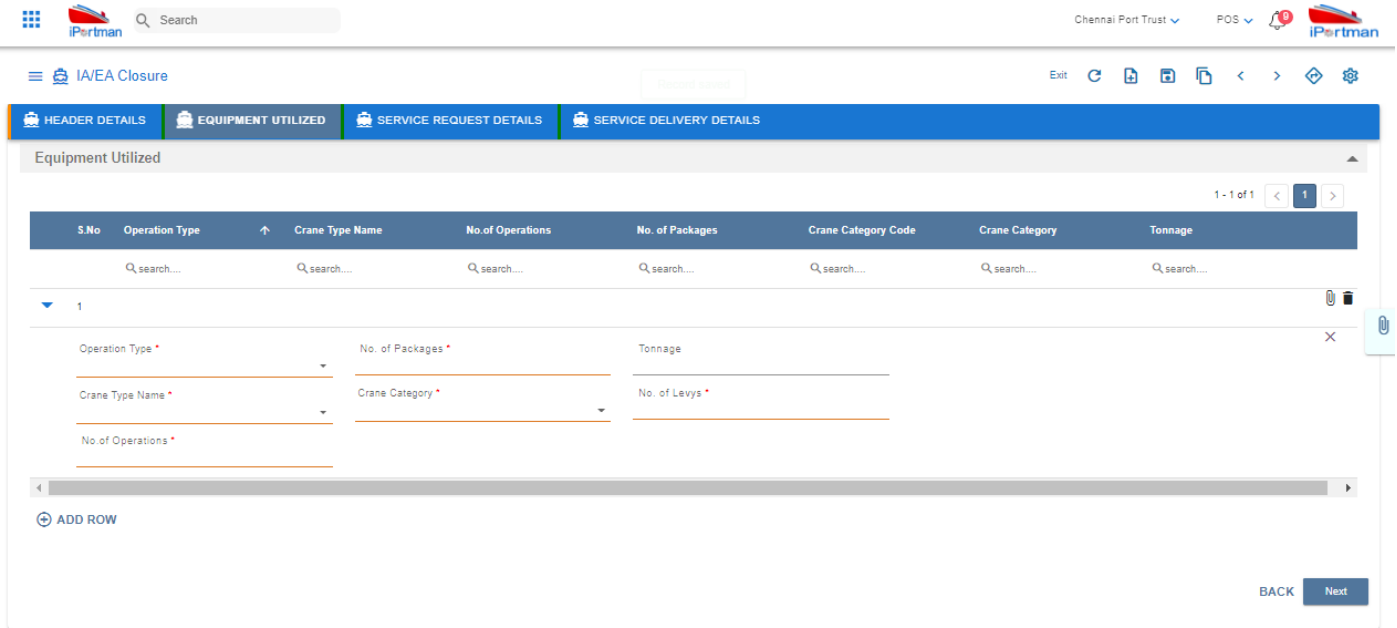 iPortman
Search
Chennai Port Trust
POS
9
iPortman
IA/EA Closure
Exit
HEADER DETAILS
EQUIPMENT UTILIZED
SERVICE REQUEST DETAILS
SERVICE DELIVERY DETAILS
Equipment Utilized
1 - 1 of 1 < 1 >
S.No Operation Type Crane Type Name No.of Operations No. of Packages Crane Category Code Crane Category Tonnage
search.... search.... search.... search.... search.... search.... search....
1
Operation Type * No. of Packages * Tonnage
Crane Type Name * Crane Category * No. of Levys *
No.of Operations *
ADD ROW
BACK Next